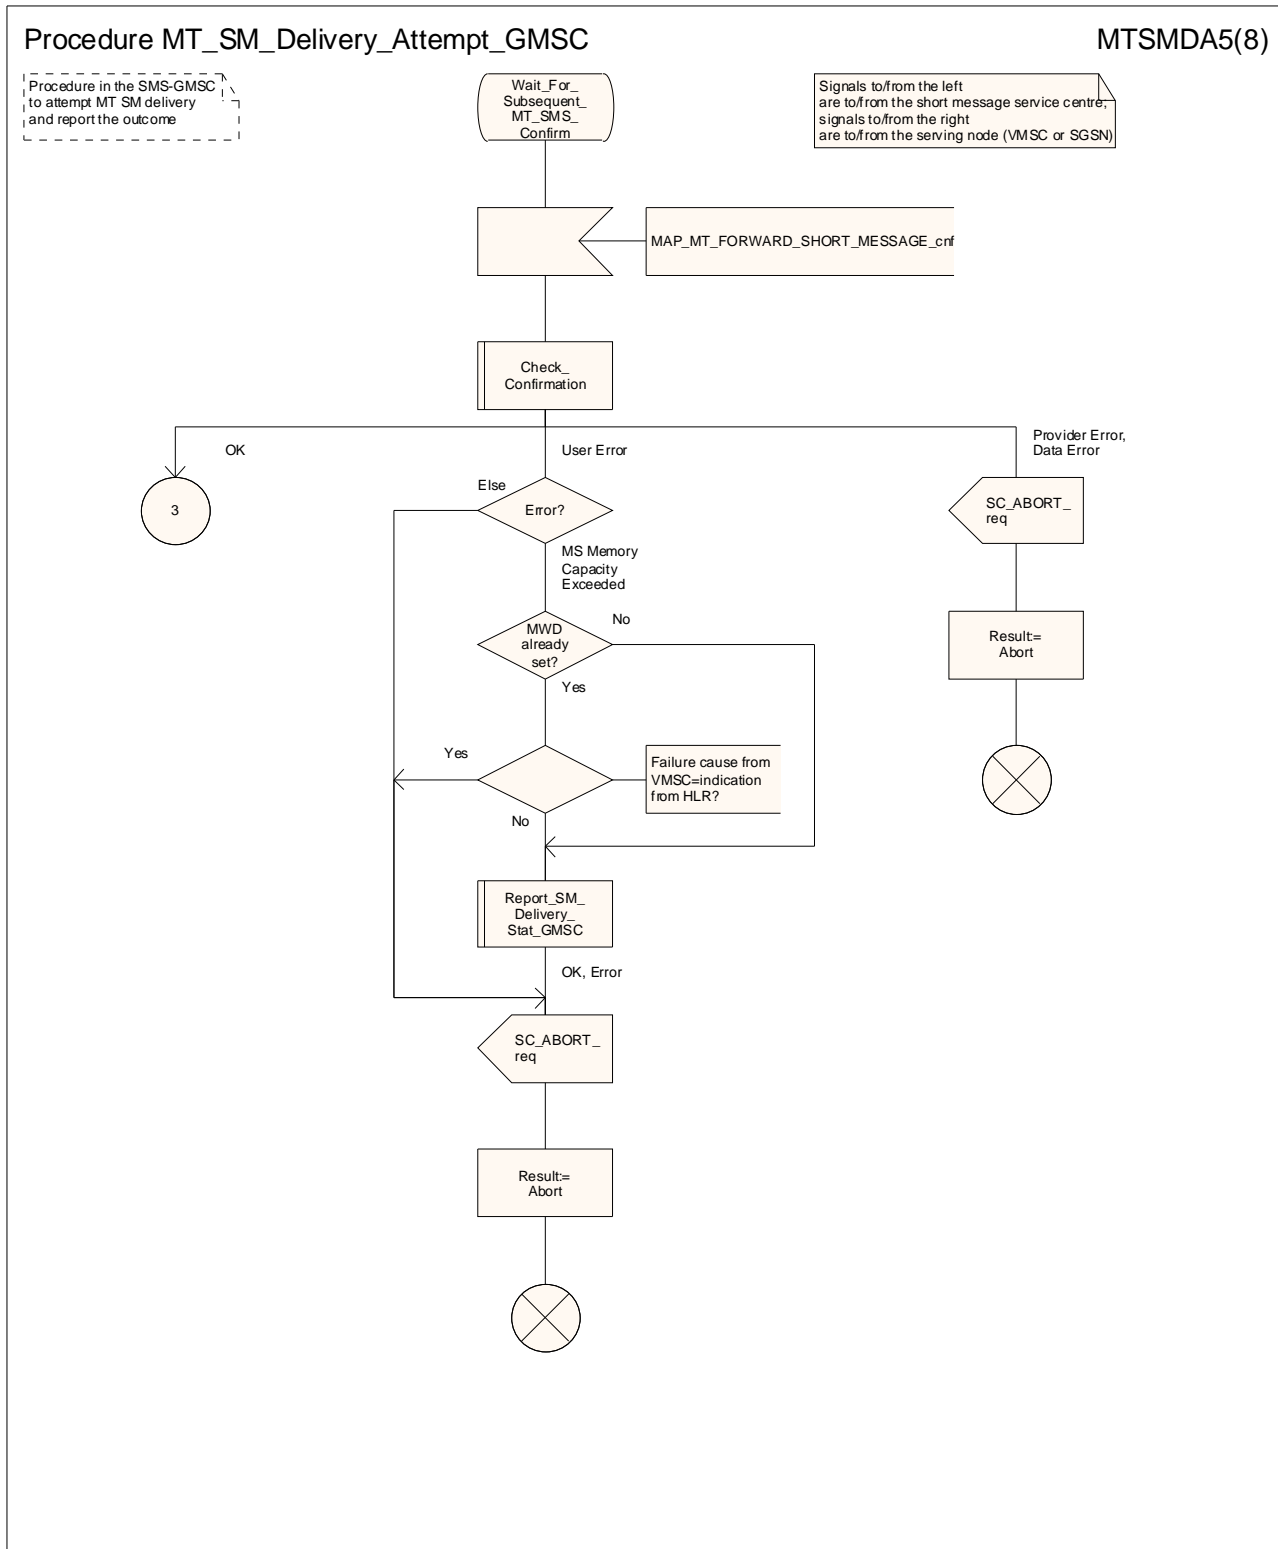 Procedure MT_SM_Delivery_Attempt_GMSC
MTSMDA5(8)
Procedure in the SMS-GMSC
to attempt MT SM delivery
and report the outcome
Wait_For_
Subsequent_
MT_SMS_
Confirm
Signals to/from the left
are to/from the short message service centre;
signals to/from the right
are to/from the serving node (VMSC or SGSN)
MAP_MT_FORWARD_SHORT_MESSAGE_cnf
Check_
Confirmation
OK
User Error
Provider Error,
Data Error
3
Else
Error?
SC_ABORT_
req
MS Memory
Capacity
Exceeded
MWD
already
set?
No
Result:=
Abort
Yes
Yes
Failure cause from
VMSC=indication
from HLR?
No
Report_SM_
Delivery_
Stat_GMSC
OK, Error
SC_ABORT_
req
Result:=
Abort